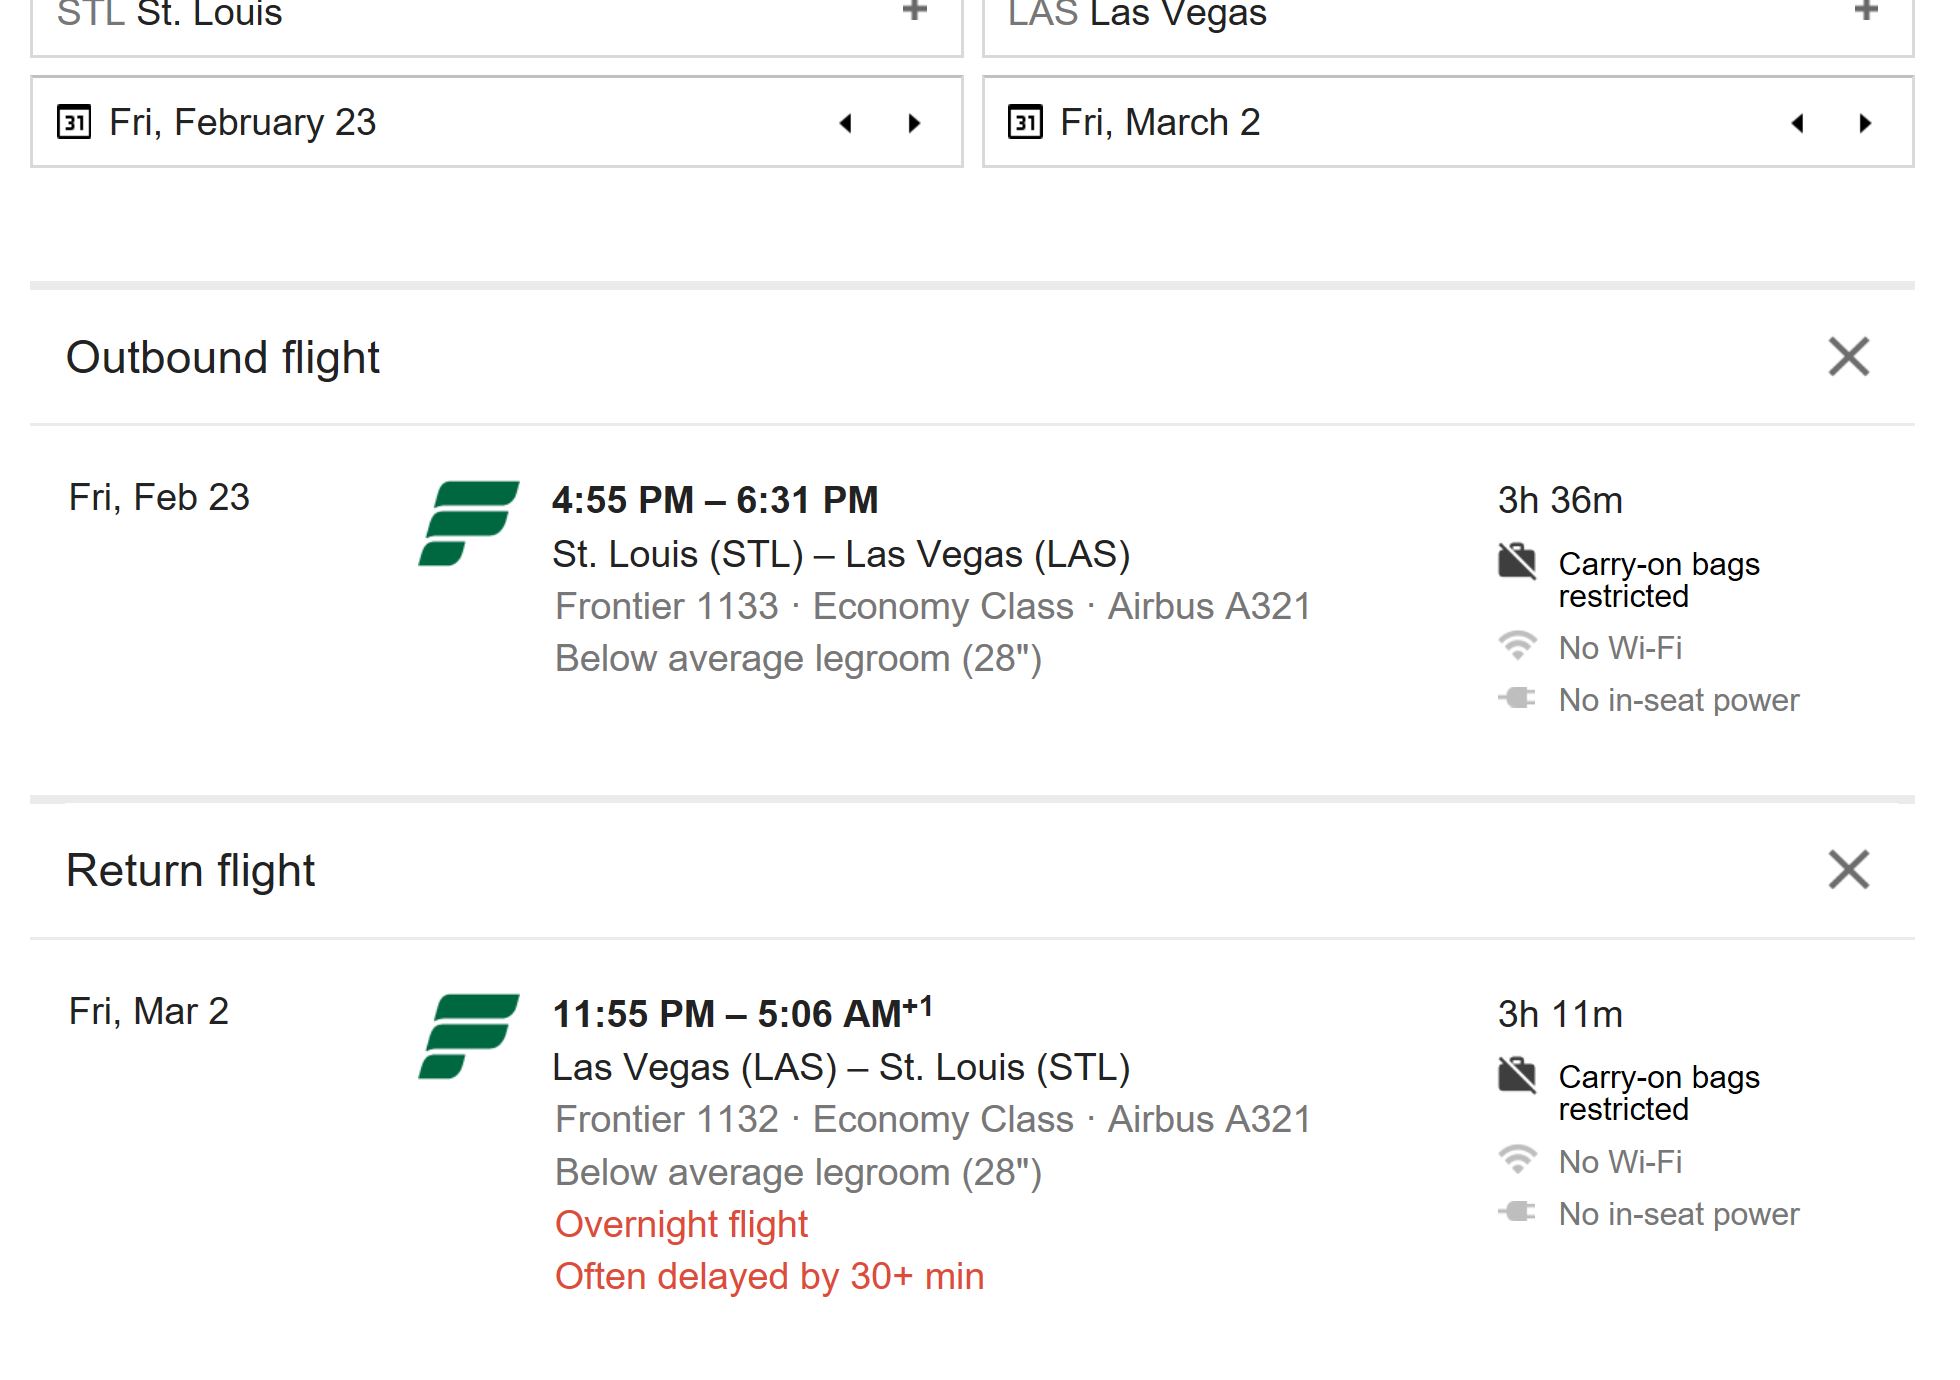 STL St. Louis +
LAS Las Vegas +
31 Fri, February 23
31 Fri, March 2
Outbound flight
Fri, Feb 23
4:55 PM – 6:31 PM
St. Louis (STL) – Las Vegas (LAS)
Frontier 1133 · Economy Class · Airbus A321
Below average legroom (28")
3h 36m
Carry-on bags
restricted
No Wi-Fi
No in-seat power
Return flight
Fri, Mar 2
11:55 PM – 5:06 AM+1
Las Vegas (LAS) – St. Louis (STL)
Frontier 1132 · Economy Class · Airbus A321
Below average legroom (28")
Overnight flight
Often delayed by 30+ min
3h 11m
Carry-on bags
restricted
No Wi-Fi
No in-seat power